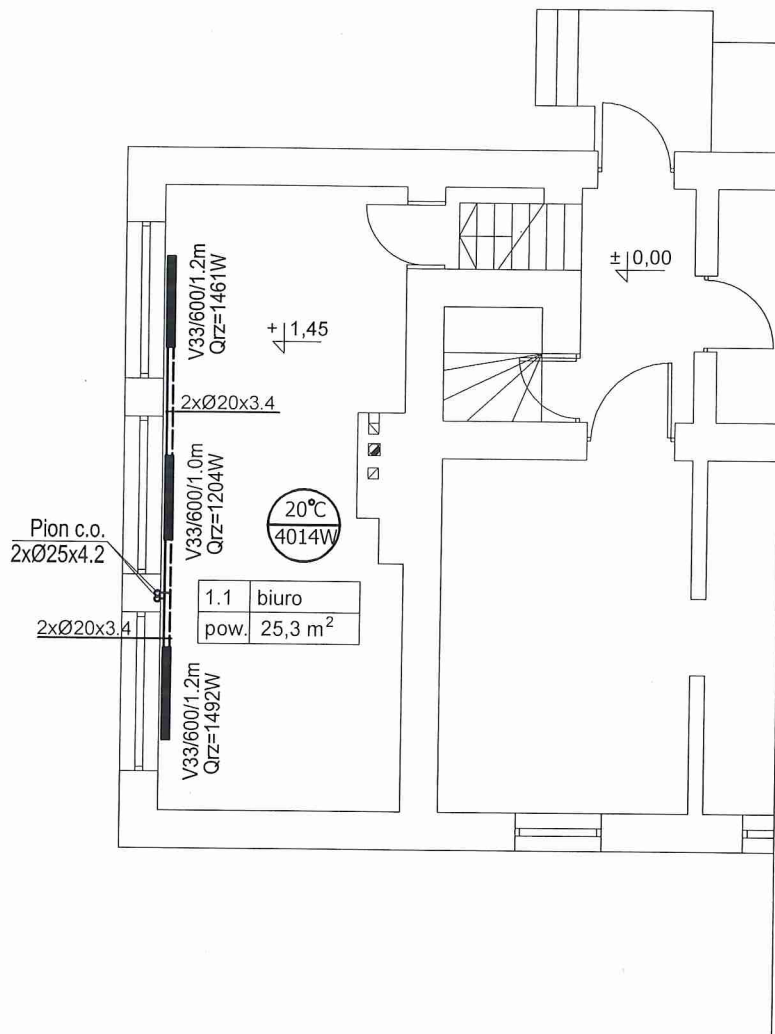 ± 0,00
V33/600/1.2m
Qrz=1461W
+ 1,45
2xØ20x3.4
V33/600/1.0m
Qrz=1204W
20°C
4014W
Pion c.o.
2xØ25x4.2
1.1 biuro
pow. 25,3 m²
2xØ20x3.4
V33/600/1.2m
Qrz=1492W